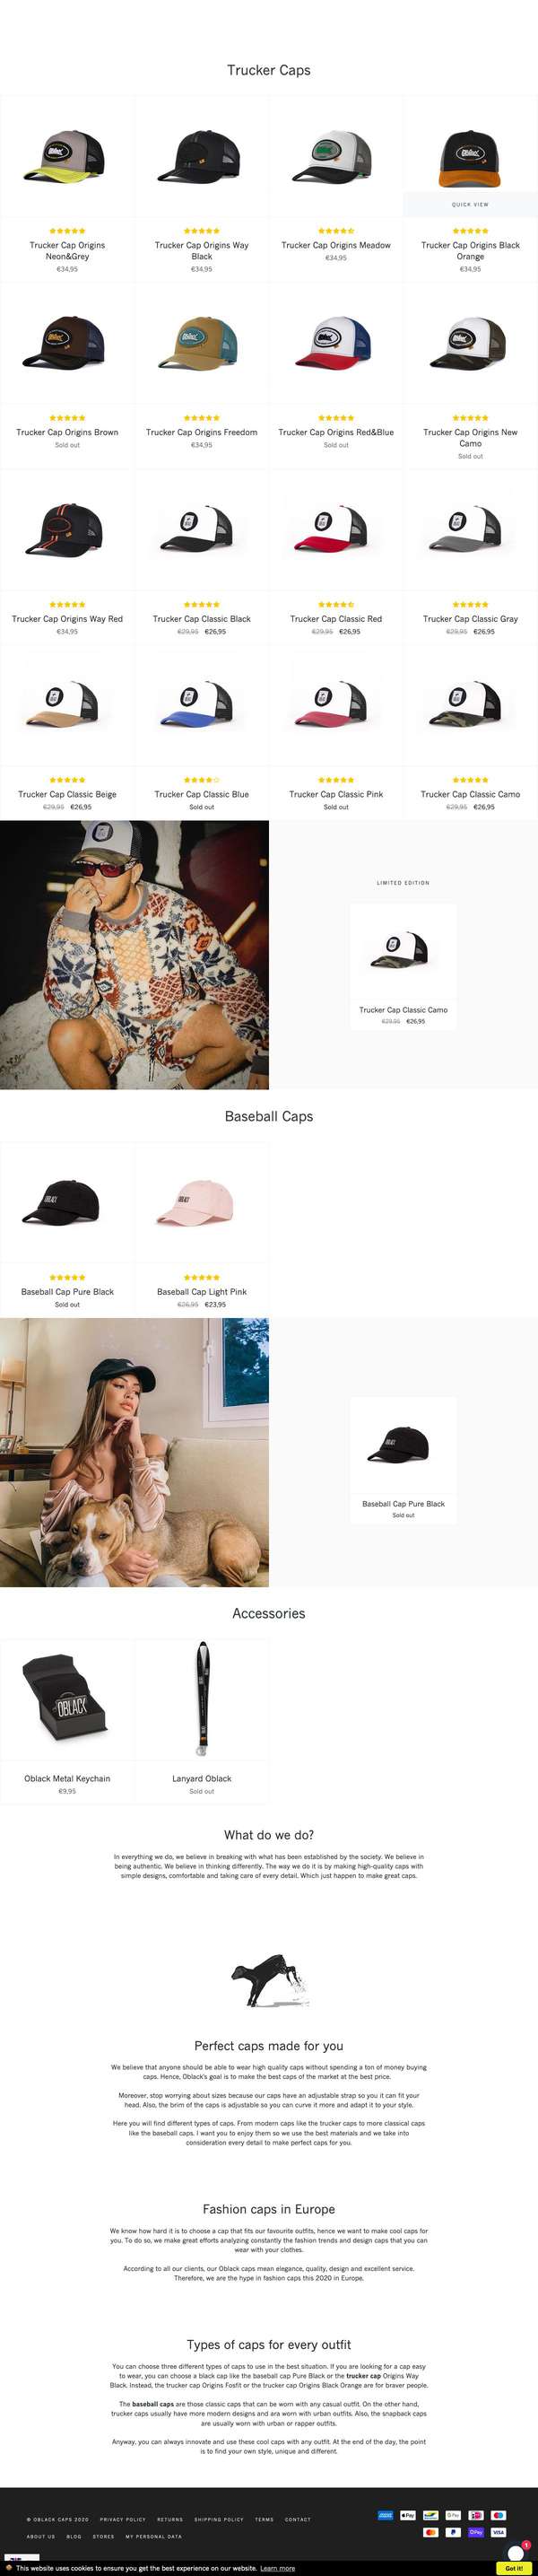 Trucker Caps
QUICK VIEW
Trucker Cap Origins
Neon&Grey
€34,95
Trucker Cap Origins Way
Black
€34,95
Trucker Cap Origins Meadow
€34,95
Trucker Cap Origins Black
Orange
€34,95
Trucker Cap Origins Brown
Sold out
Trucker Cap Origins Freedom
€34,95
Trucker Cap Origins Red&Blue
Sold out
Trucker Cap Origins New
Camo
Sold out
Trucker Cap Origins Way Red
€34,95
Trucker Cap Classic Black
€29,95 €26,95
Trucker Cap Classic Red
€29,95 €26,95
Trucker Cap Classic Gray
€29,95 €26,95
Trucker Cap Classic Beige
€29,95 €26,95
Trucker Cap Classic Blue
Sold out
Trucker Cap Classic Pink
Sold out
Trucker Cap Classic Camo
€29,95 €26,95
LIMITED EDITION
Trucker Cap Classic Camo
€29,95 €26,95
Baseball Caps
Baseball Cap Pure Black
Sold out
Baseball Cap Light Pink
€26,95 €23,95
Baseball Cap Pure Black
Sold out
Accessories
OBLACK
Oblack Metal Keychain
€9,95
Lanyard Oblack
Sold out
What do we do?
In everything we do, we believe in breaking with what has been established by the society. We believe in
being authentic. We believe in thinking differently. The way we do it is by making high-quality caps with
simple designs, comfortable and taking care of every detail. Which just happen to make great caps.
Perfect caps made for you
We believe that anyone should be able to wear high quality caps without spending a ton of money buying
caps. Hence, Oblack's goal is to make the best caps of the market at the best price.
Moreover, stop worrying about sizes because our caps have an adjustable strap so you it can fit your
head. Also, the brim of the caps is adjustable so you can curve it more and adapt it to your style.
Here you will find different types of caps. From modern caps like the trucker caps to more classical caps
like the baseball caps. I want you to enjoy them so we use the best materials and we take into
consideration every detail to make perfect caps for you.
Fashion caps in Europe
We know how hard it is to choose a cap that fits our favourite outfits, hence we want to make cool caps for
you. To do so, we make great efforts analyzing constantly the fashion trends and design caps that you can
wear with your clothes.
According to all our clients, our Oblack caps mean elegance, quality, design and excellent service.
Therefore, we are the hype in fashion caps this 2020 in Europe.
Types of caps for every outfit
You can choose three different types of caps to use in the best situation. If you are looking for a cap easy
to wear, you can choose a black cap like the baseball cap Pure Black or the trucker cap Origins Way
Black. Instead, the trucker cap Origins Fosfit or the trucker cap Origins Black Orange are for braver people.
The baseball caps are those classic caps that can be worn with any casual outfit. On the other hand,
trucker caps usually have more modern designs and ara worn with urban outfits. Also, the snapback caps
are usually worn with urban or rapper outfits.
Anyway, you can always innovate and use these cool caps with any outfit. At the end of the day, the point
is to find your own style, unique and different.
© OBLACK CAPS 2020 PRIVACY POLICY RETURNS SHIPPING POLICY TERMS CONTACT
ABOUT US BLOG STORES MY PERSONAL DATA
Pay
G Pay
Pay
VISA
1
This website uses cookies to ensure you get the best experience on our website. Learn more
Got it!